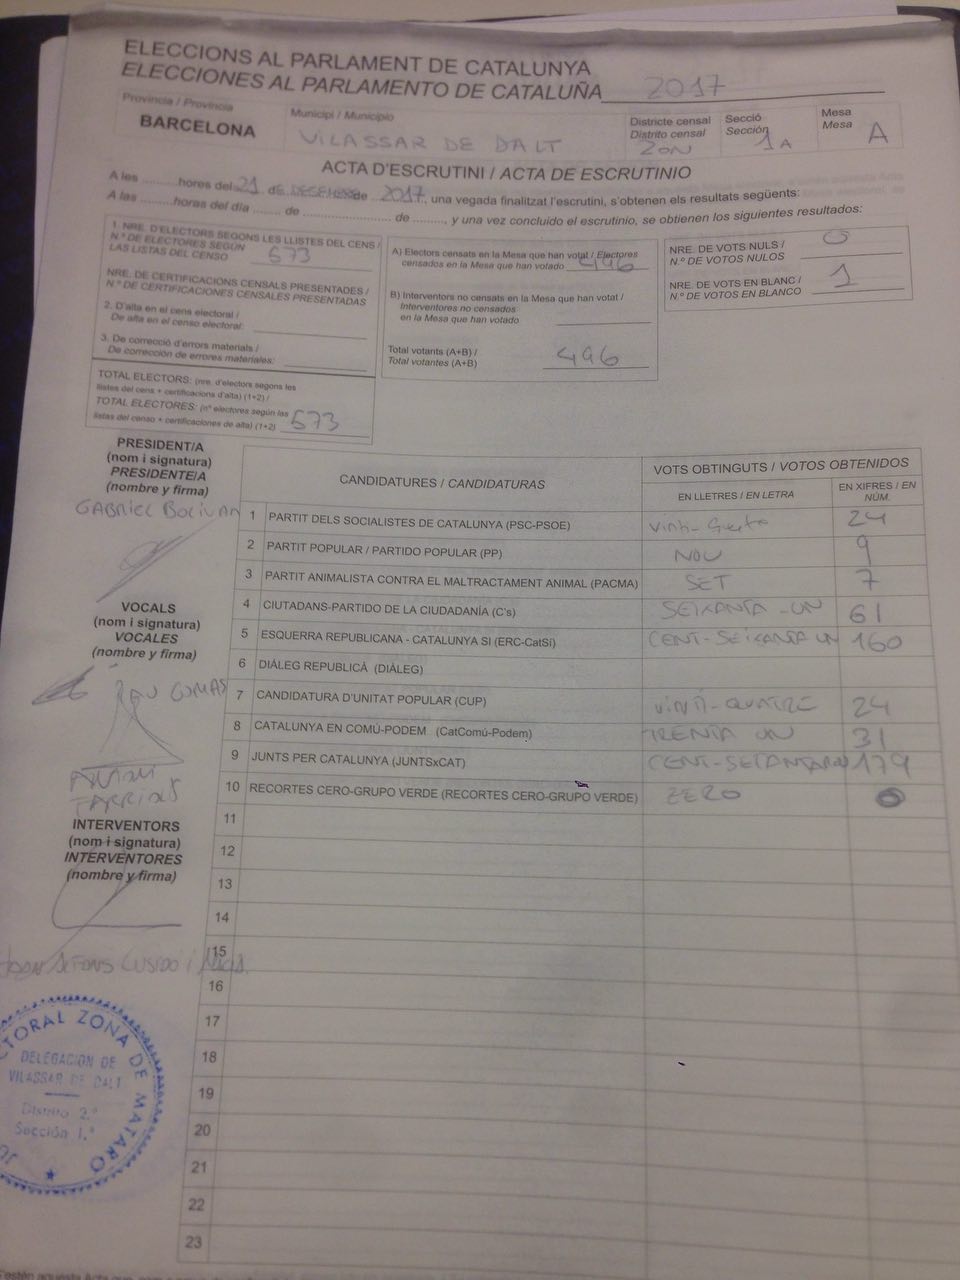 ELECCIONS AL PARLAMENT DE CATALUNYA
ELECCIONES AL PARLAMENTO DE CATALUÑA 2017
Provincia / Provincia
BARCELONA
Municipi / Municipio
VILASSAR DE DALT
Districte censal
Distrito censal
2ON
Secció
Sección
1A
Mesa
Mesa
A
ACTA D'ESCRUTINI / ACTA DE ESCRUTINIO
A les ..........hores del 21 de DESEMBRE de 2017, una vegada finalitzat l'escrutini, s'obtenen els resultats següents:
A las ..........horas del día ....... de ....................... de ........, y una vez concluido el escrutinio, se obtienen los siguientes resultados:
1. NRE. D'ELECTORS SEGONS LES LLISTES DEL CENS /
N.º DE ELECTORES SEGÚN
LAS LISTAS DEL CENSO 573
NRE. DE CERTIFICACIONS CENSALS PRESENTADES /
N.º DE CERTIFICACIONES CENSALES PRESENTADAS
2. D'alta en el cens electoral /
De alta en el censo electoral:
3. De correcció d'errors materials /
De corrección de errores materiales:
TOTAL ELECTORS: (nre. d'electors segons les
llistes del cens + certificacions d'alta) (1+2) /
TOTAL ELECTORES: (nº electores según las
listas del censo + certificaciones de alta) (1+2) 573
A) Electors censats en la Mesa que han votat / Electores
censados en la Mesa que han votado 496
B) Interventors no censats en la Mesa que han votat /
Interventores no censados
en la Mesa que han votado
Total votants (A+B) /
Total votantes (A+B) 496
NRE. DE VOTS NULS /
N.º DE VOTOS NULOS 0
NRE. DE VOTS EN BLANC /
N.º DE VOTOS EN BLANCO 1
PRESIDENT/A
(nom i signatura)
PRESIDENTE/A
(nombre y firma)
GABRIEL BOLIVAN
VOCALS
(nom i signatura)
VOCALES
(nombre y firma)
PAU COMAS
INTERVENTORS
(nom i signatura)
INTERVENTORES
(nombre y firma)
CANDIDATURES / CANDIDATURAS
VOTS OBTINGUTS / VOTOS OBTENIDOS
EN LLETRES / EN LETRA
EN XIFRES / EN NÚM.
1 PARTIT DELS SOCIALISTES DE CATALUNYA (PSC-PSOE) 24
2 PARTIT POPULAR / PARTIDO POPULAR (PP) NOU 9
3 PARTIT ANIMALISTA CONTRA EL MALTRACTAMENT ANIMAL (PACMA) SET 7
4 CIUTADANS-PARTIDO DE LA CIUDADANÍA (C's) SEIXANTA-UN 61
5 ESQUERRA REPUBLICANA - CATALUNYA SI (ERC-CatSí) CENT-SEIXANTA UN 160
6 DIÀLEG REPUBLICÀ (DIÀLEG)
7 CANDIDATURA D'UNITAT POPULAR (CUP) VINTI-QUATRE 24
8 CATALUNYA EN COMÚ-PODEM (CatComú-Podem) TRENTA UN 31
9 JUNTS PER CATALUNYA (JUNTSxCAT) 179
10 RECORTES CERO-GRUPO VERDE (RECORTES CERO-GRUPO VERDE) ZERO 0
11
12
13
14
15
16
17
18
19
20
21
22
23
ELECTORAL ZONA DE MATARO
DELEGACION DE
VILASSAR DE DALT
Distrito 2.º
Sección 1.ª